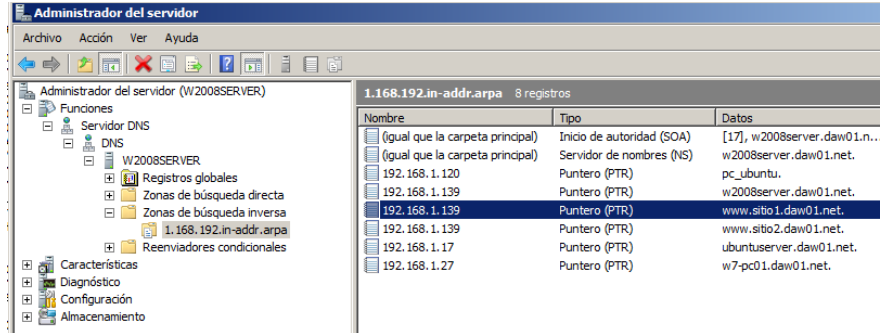 Administrador del servidor
Archivo Acción Ver Ayuda
Administrador del servidor (W2008SERVER)
Funciones
Servidor DNS
DNS
W2008SERVER
Registros globales
Zonas de búsqueda directa
Zonas de búsqueda inversa
1.168.192.in-addr.arpa
Reenviadores condicionales
Características
Diagnóstico
Configuración
Almacenamiento
1.168.192.in-addr.arpa 8 registros
Nombre Tipo Datos
(igual que la carpeta principal) Inicio de autoridad (SOA) [17], w2008server.daw01.n...
(igual que la carpeta principal) Servidor de nombres (NS) w2008server.daw01.net.
192.168.1.120 Puntero (PTR) pc_ubuntu.
192.168.1.139 Puntero (PTR) w2008server.daw01.net.
192.168.1.139 Puntero (PTR) www.sitio1.daw01.net.
192.168.1.139 Puntero (PTR) www.sitio2.daw01.net.
192.168.1.17 Puntero (PTR) ubuntuserver.daw01.net.
192.168.1.27 Puntero (PTR) w7-pc01.daw01.net.